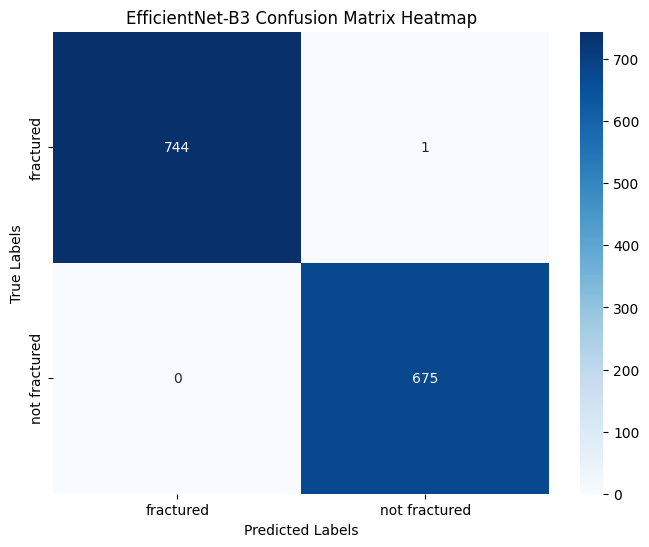 EfficientNet-B3 Confusion Matrix Heatmap
True Labels
fractured
744
1
not fractured
0
675
fractured
not fractured
Predicted Labels
700
600
500
400
300
200
100
0